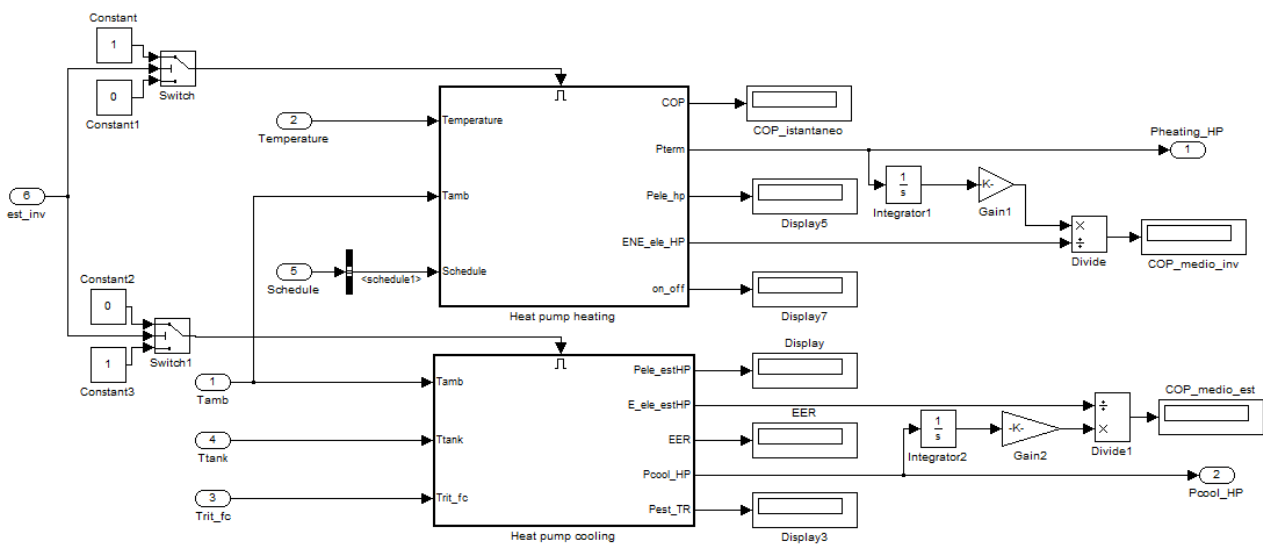 Constant
1
0
Constant1
Switch
2
Temperature
6
est_inv
5
Schedule
<schedule1>
Temperature
Tamb
Schedule
COP
Pterm
Pele_hp
ENE_ele_HP
on_off
Heat pump heating
COP_istantaneo
Display5
Display7
1
s
Integrator1
-K-
Gain1
×
÷
Divide
Pheating_HP
1
COP_medio_inv
Constant2
0
1
Constant3
Switch1
1
Tamb
4
Ttank
3
Trit_fc
Tamb
Ttank
Trit_fc
Pele_estHP
E_ele_estHP
EER
Pcool_HP
Pest_TR
Heat pump cooling
Display
EER
Display3
1
s
Integrator2
-K-
Gain2
÷
×
Divide1
COP_medio_est
2
Pcool_HP